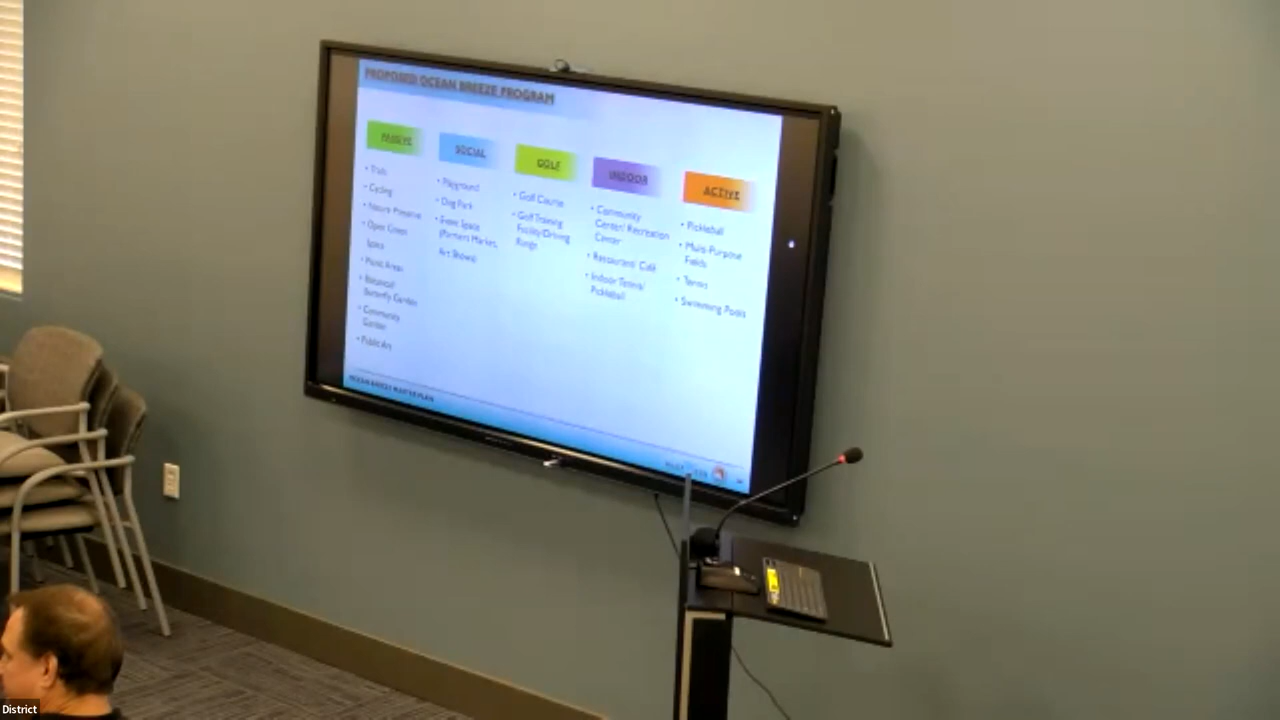 PROPOSED OCEAN BREEZE PROGRAM
PASSIVE
• Trails
• Cycling
• Nature Preserve
• Open Green
Space
• Picnic Areas
• Botanical/
Butterfly Garden
• Community
Garden
• Public Art
SOCIAL
• Playground
• Dog Park
• Event Space
(Farmers Market,
Art Shows)
GOLF
• Golf Course
• Golf Training
Facility/Driving
Range
INDOOR
• Community
Center/ Recreation
Center
• Restaurant/ Café
• Indoor Tennis/
Pickleball
ACTIVE
• Pickleball
• Multi-Purpose
Fields
• Tennis
• Swimming Pools
OCEAN BREEZE MASTER PLAN
District